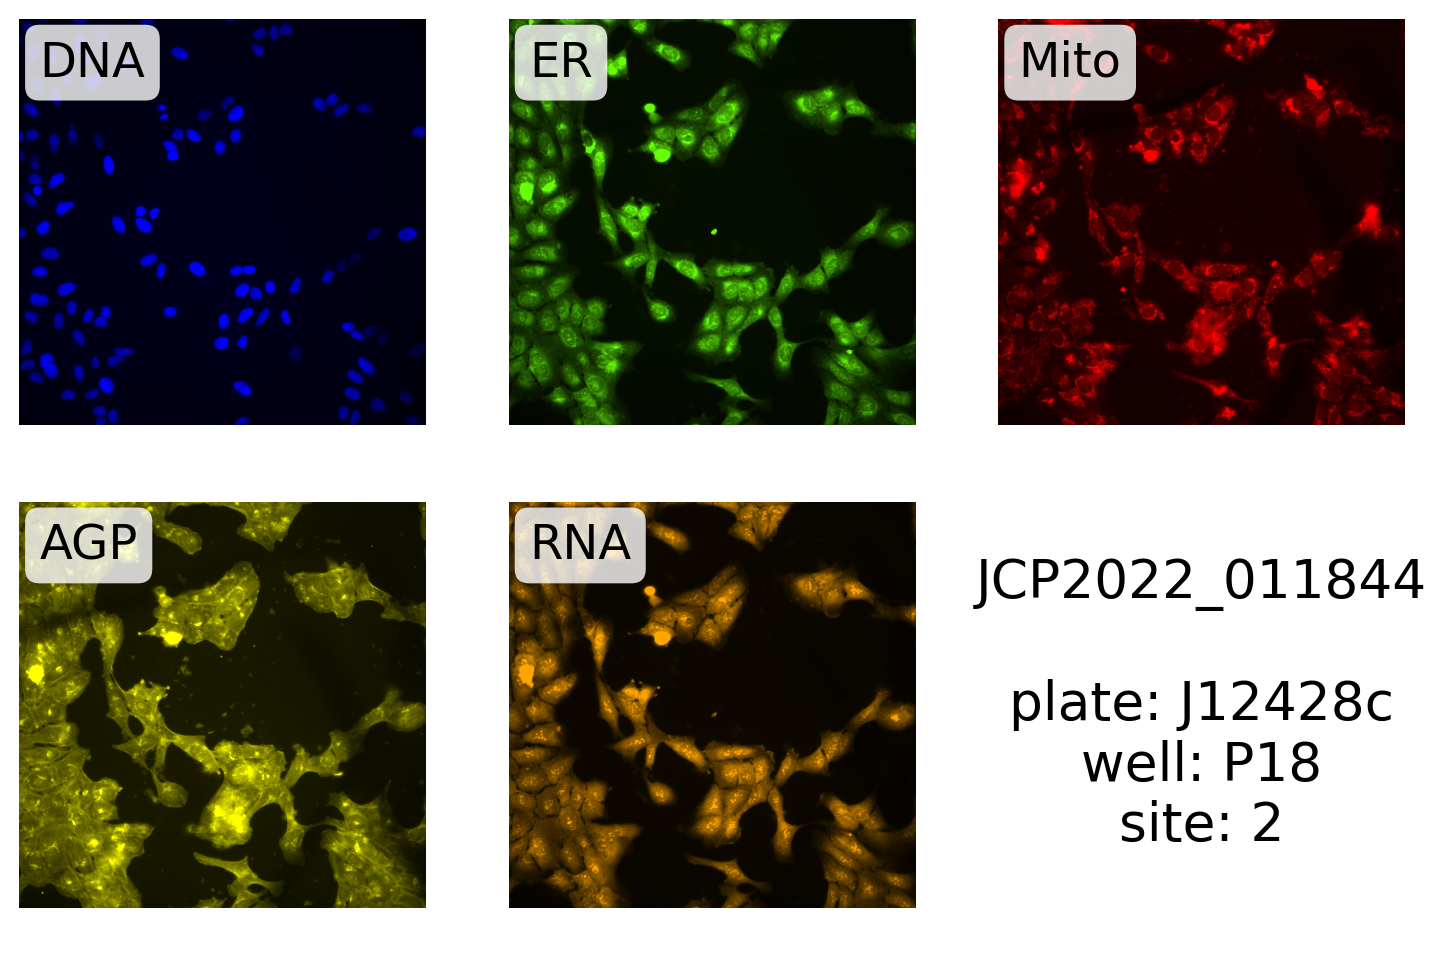 DNA
ER
Mito
AGP
RNA
JCP2022_011844
plate: J12428c
well: P18
site: 2